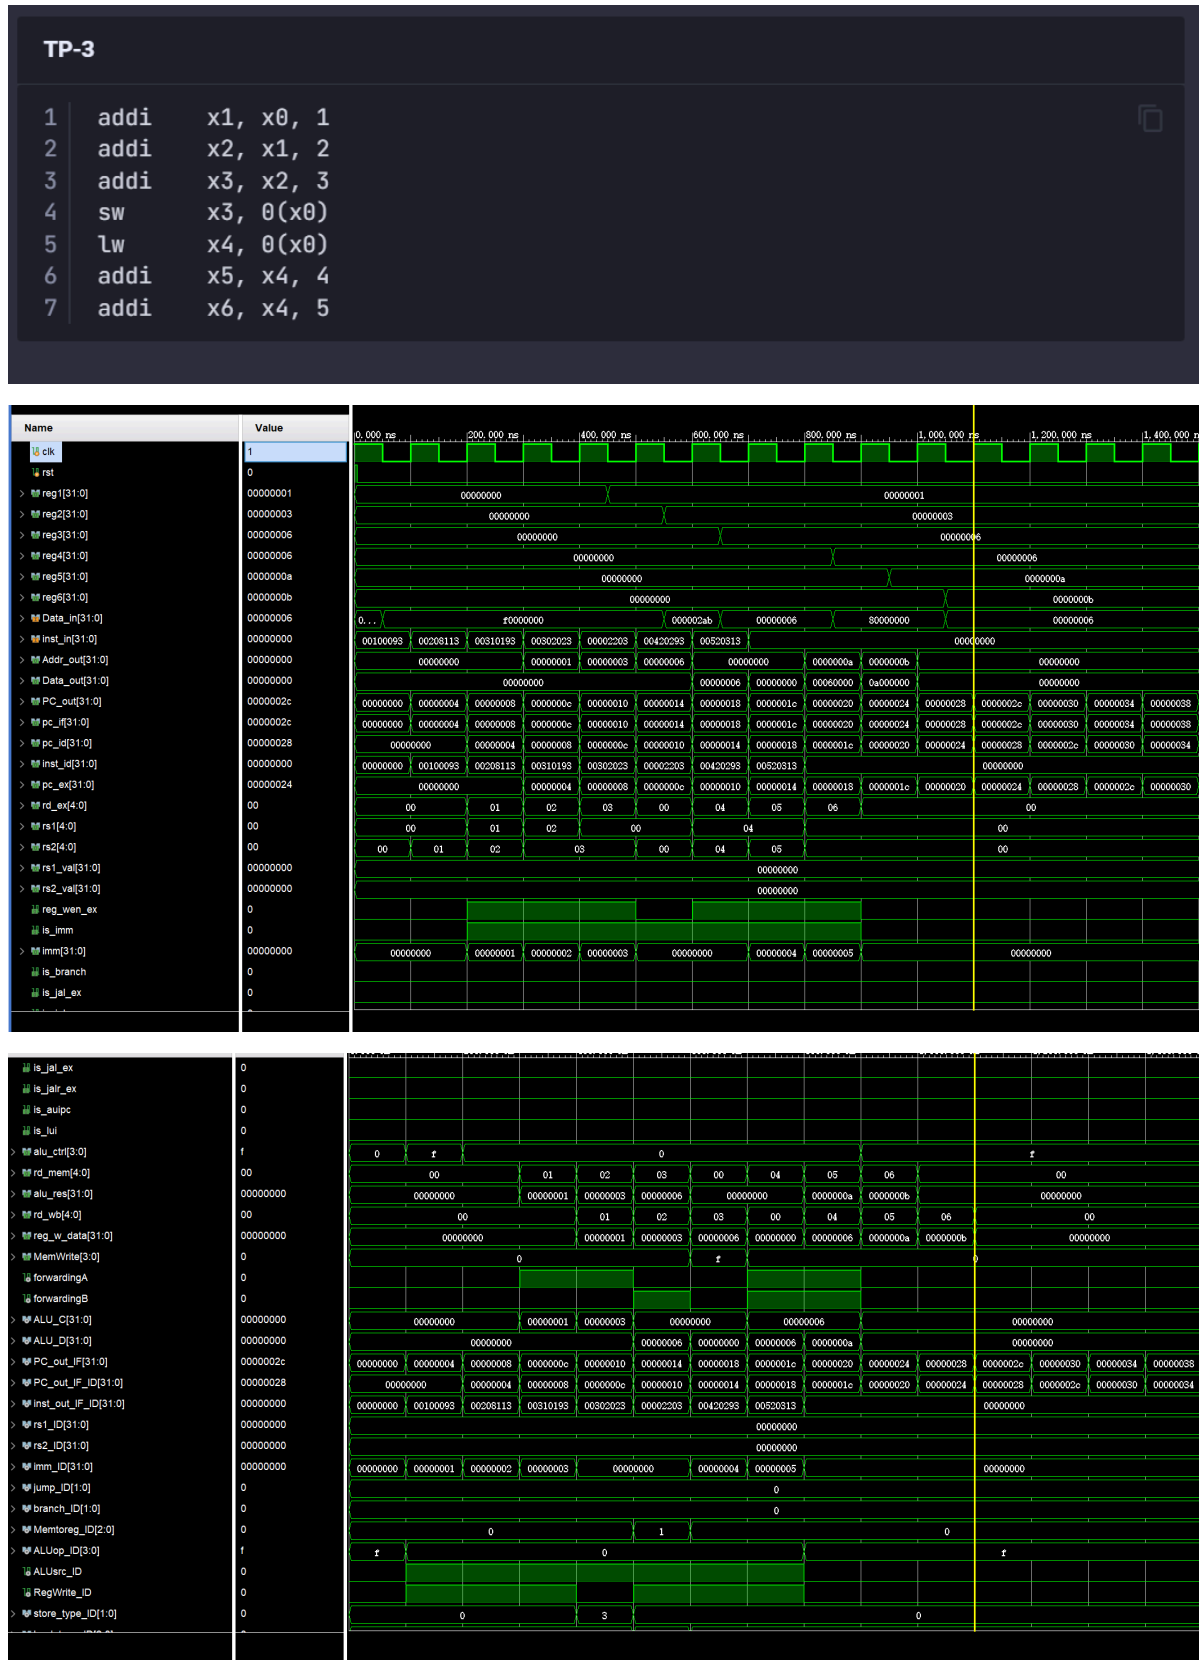 TP-3
1 addi x1, x0, 1
2 addi x2, x1, 2
3 addi x3, x2, 3
4 sw x3, 0(x0)
5 lw x4, 0(x0)
6 addi x5, x4, 4
7 addi x6, x4, 5
Name Value 0.000 ns 200.000 ns 400.000 ns 600.000 ns 800.000 ns 1,000.000 ns 1,200.000 ns 1,400.000 n
clk 1
rst 0
reg1[31:0] 00000001 00000000 00000001
reg2[31:0] 00000003 00000000 00000003
reg3[31:0] 00000006 00000000 00000006
reg4[31:0] 00000006 00000000 00000006
reg5[31:0] 0000000a 00000000 0000000a
reg6[31:0] 0000000b 00000000 0000000b
Data_in[31:0] 00000006 0... f0000000 000002ab 00000006 80000000 00000006
inst_in[31:0] 00000000 00100093 00208113 00310193 00302023 00002203 00420293 00520313 00000000
Addr_out[31:0] 00000000 00000000 00000001 00000003 00000006 00000000 0000000a 0000000b 00000000
Data_out[31:0] 00000000 00000000 00000006 00000000 00060000 0a000000 00000000
PC_out[31:0] 0000002c 00000000 00000004 00000008 0000000c 00000010 00000014 00000018 0000001c 00000020 00000024 00000028 0000002c 00000030 00000034 00000038
pc_if[31:0] 0000002c 00000000 00000004 00000008 0000000c 00000010 00000014 00000018 0000001c 00000020 00000024 00000028 0000002c 00000030 00000034 00000038
pc_id[31:0] 00000028 00000000 00000004 00000008 0000000c 00000010 00000014 00000018 0000001c 00000020 00000024 00000028 0000002c 00000030 00000034
inst_id[31:0] 00000000 00000000 00100093 00208113 00310193 00302023 00002203 00420293 00520313 00000000
pc_ex[31:0] 00000024 00000000 00000004 00000008 0000000c 00000010 00000014 00000018 0000001c 00000020 00000024 00000028 0000002c 00000030
rd_ex[4:0] 00 00 01 02 03 00 04 05 06 00
rs1[4:0] 00 00 01 02 00 04 00
rs2[4:0] 00 00 01 02 03 00 04 05 00
rs1_val[31:0] 00000000 00000000
rs2_val[31:0] 00000000 00000000
reg_wen_ex 0
is_imm 0
imm[31:0] 00000000 00000000 00000001 00000002 00000003 00000000 00000004 00000005 00000000
is_branch 0
is_jal_ex 0
is_jal_ex 0
is_jalr_ex 0
is_auipc 0
is_lui 0
alu_ctrl[3:0] f 0 f 0 f
rd_mem[4:0] 00 00 01 02 03 00 04 05 06 00
alu_res[31:0] 00000000 00000000 00000001 00000003 00000006 00000000 0000000a 0000000b 00000000
rd_wb[4:0] 00 00 01 02 03 00 04 05 06 00
reg_w_data[31:0] 00000000 00000000 00000001 00000003 00000006 00000000 00000006 0000000a 0000000b 00000000
MemWrite[3:0] 0 0 f 0
forwardingA 0
forwardingB 0
ALU_C[31:0] 00000000 00000000 00000001 00000003 00000000 00000006 00000000
ALU_D[31:0] 00000000 00000000 00000006 00000000 00000006 0000000a 00000000
PC_out_IF[31:0] 0000002c 00000000 00000004 00000008 0000000c 00000010 00000014 00000018 0000001c 00000020 00000024 00000028 0000002c 00000030 00000034 00000038
PC_out_IF_ID[31:0] 00000028 00000000 00000004 00000008 0000000c 00000010 00000014 00000018 0000001c 00000020 00000024 00000028 0000002c 00000030 00000034
inst_out_IF_ID[31:0] 00000000 00000000 00100093 00208113 00310193 00302023 00002203 00420293 00520313 00000000
rs1_ID[31:0] 00000000 00000000
rs2_ID[31:0] 00000000 00000000
imm_ID[31:0] 00000000 00000000 00000001 00000002 00000003 00000000 00000004 00000005 00000000
jump_ID[1:0] 0 0
branch_ID[1:0] 0 0
Memtoreg_ID[2:0] 0 0 1 0
ALUop_ID[3:0] f f 0 f
ALUsrc_ID 0
RegWrite_ID 0
store_type_ID[1:0] 0 0 3 0